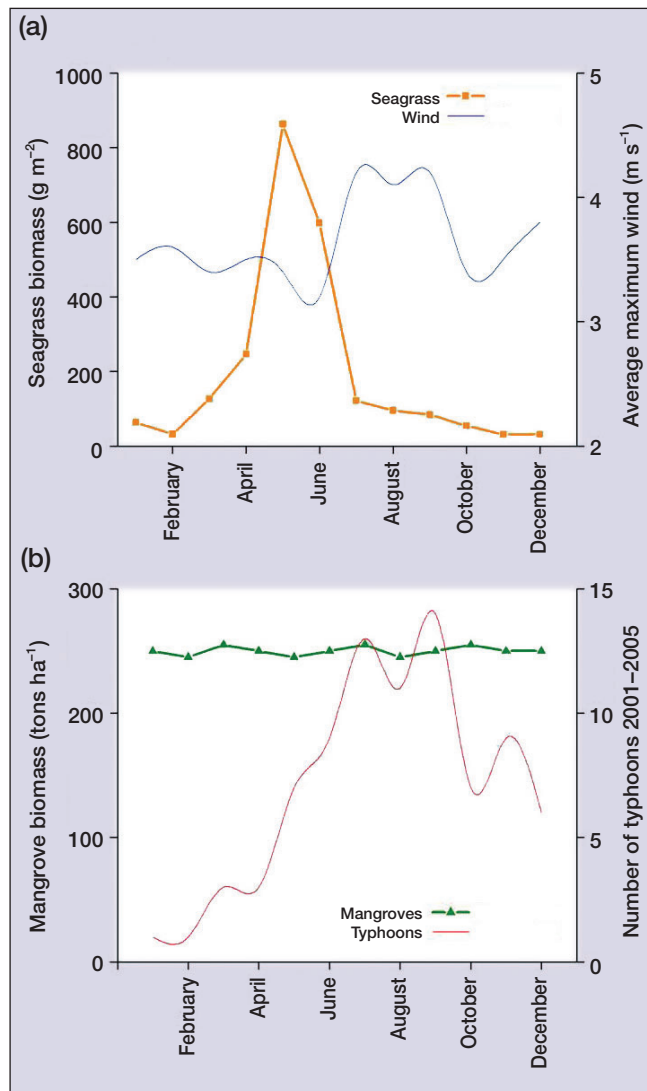 (a)
1000
800
600
400
200
0
Seagrass biomass (g m⁻²)
Seagrass
Wind
5
4
3
2
Average maximum wind (m s⁻¹)
February
April
June
August
October
December
(b)
300
200
100
0
Mangrove biomass (tons ha⁻¹)
Mangroves
Typhoons
15
10
5
0
Number of typhoons 2001–2005
February
April
June
August
October
December